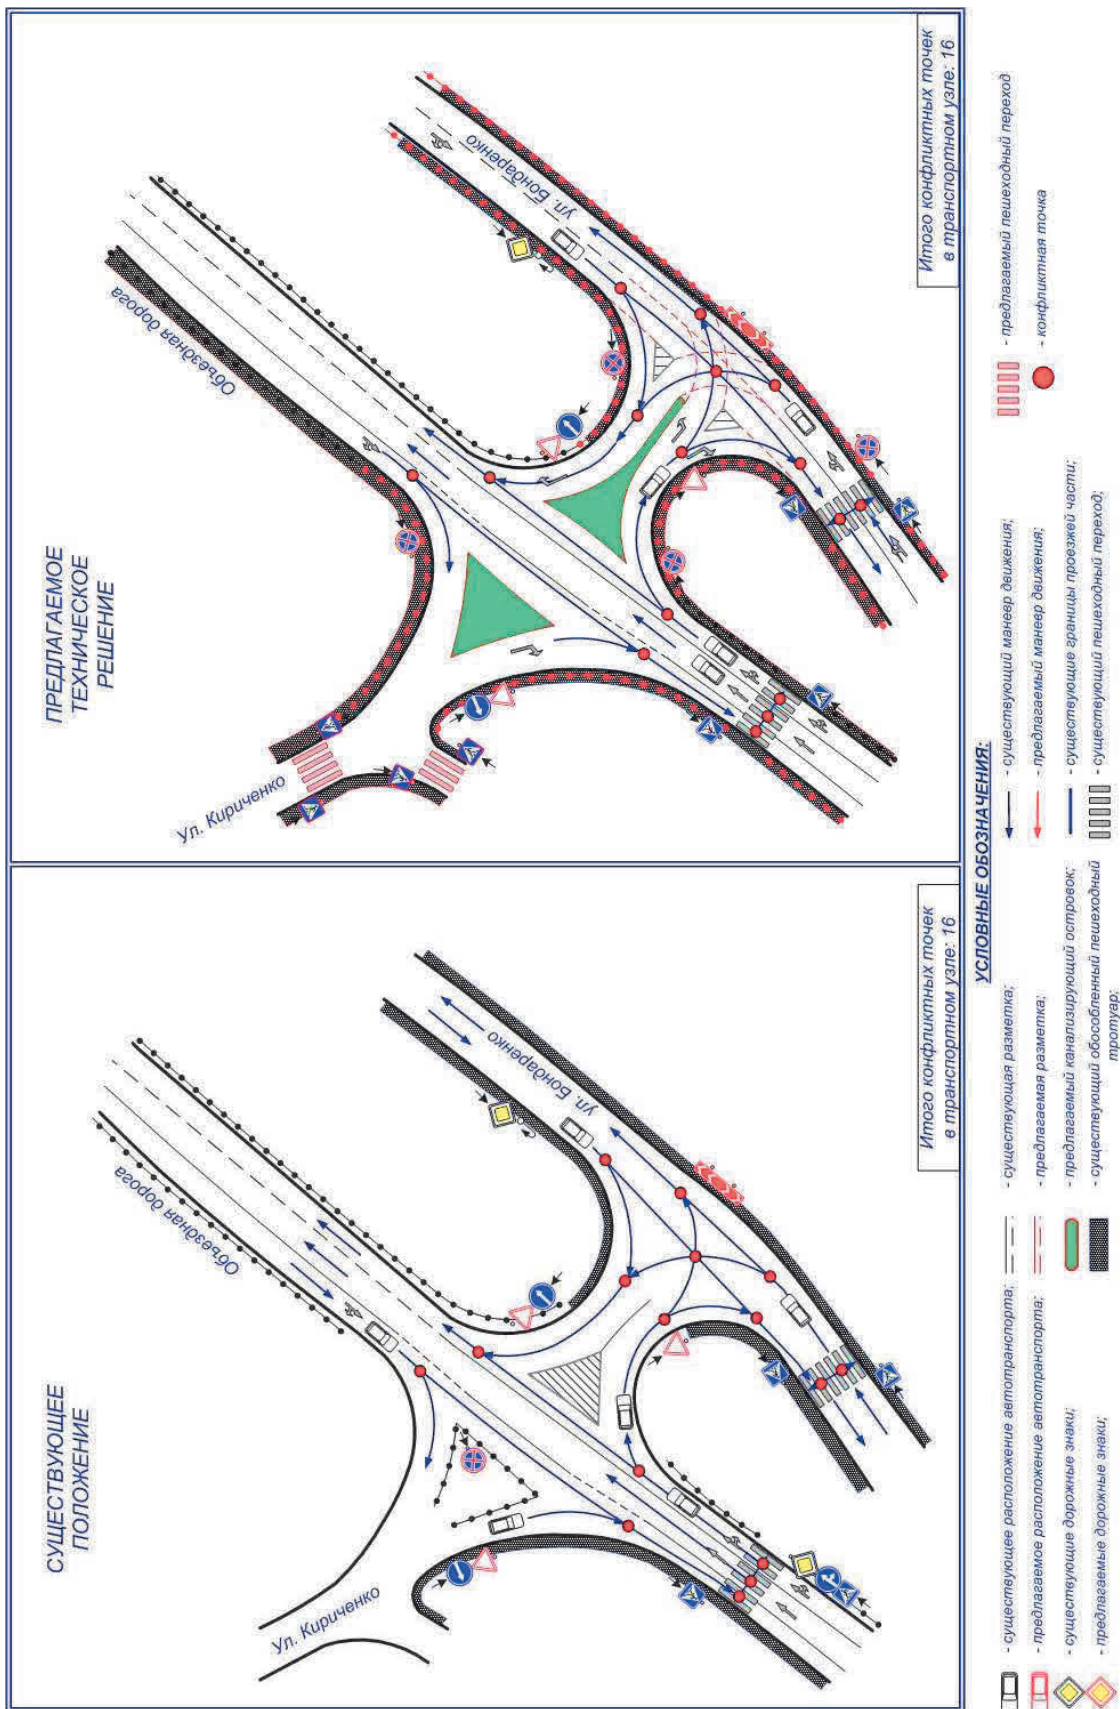 СУЩЕСТВУЮЩЕЕ
ПОЛОЖЕНИЕ
Ул. Кириченко
Объездная дорога
ул. Бондаренко
Итого конфликтных точек
в транспортном узле: 16
ПРЕДЛАГАЕМОЕ
ТЕХНИЧЕСКОЕ
РЕШЕНИЕ
Ул. Кириченко
Объездная дорога
ул. Бондаренко
Итого конфликтных точек
в транспортном узле: 16
УСЛОВНЫЕ ОБОЗНАЧЕНИЯ:
- существующее расположение автотранспорта;
- предлагаемое расположение автотранспорта;
- существующие дорожные знаки;
- предлагаемые дорожные знаки;
- существующая разметка;
- предлагаемая разметка;
- предлагаемый канализирующий островок;
- существующий обособленный пешеходный
тротуар;
- существующий маневр движения;
- предлагаемый маневр движения;
- существующие границы проезжей части;
- существующий пешеходный переход;
- предлагаемый пешеходный переход
- конфликтная точка